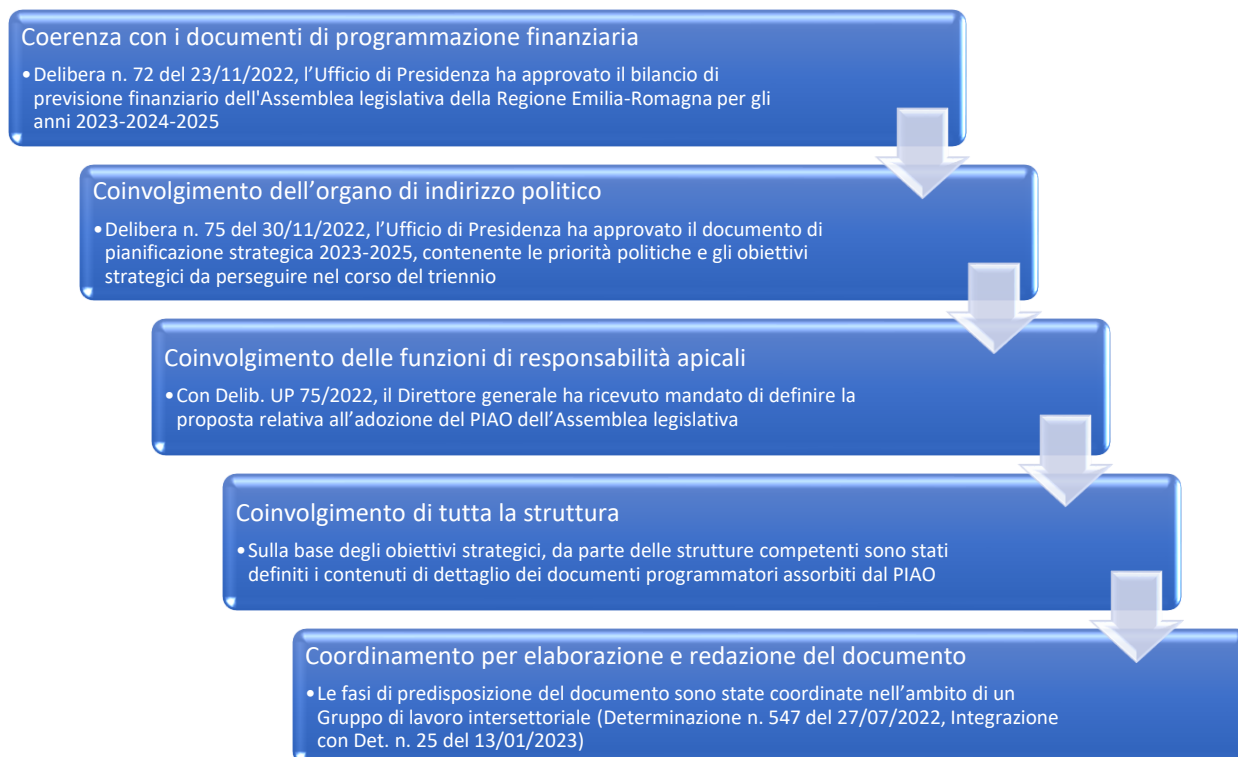 Coerenza con i documenti di programmazione finanziaria
•Delibera n. 72 del 23/11/2022, l’Ufficio di Presidenza ha approvato il bilancio di
previsione finanziario dell'Assemblea legislativa della Regione Emilia-Romagna per gli
anni 2023-2024-2025
Coinvolgimento dell’organo di indirizzo politico
•Delibera n. 75 del 30/11/2022, l’Ufficio di Presidenza ha approvato il documento di
pianificazione strategica 2023-2025, contenente le priorità politiche e gli obiettivi
strategici da perseguire nel corso del triennio
Coinvolgimento delle funzioni di responsabilità apicali
•Con Delib. UP 75/2022, il Direttore generale ha ricevuto mandato di definire la
proposta relativa all’adozione del PIAO dell’Assemblea legislativa
Coinvolgimento di tutta la struttura
•Sulla base degli obiettivi strategici, da parte delle strutture competenti sono stati
definiti i contenuti di dettaglio dei documenti programmatori assorbiti dal PIAO
Coordinamento per elaborazione e redazione del documento
•Le fasi di predisposizione del documento sono state coordinate nell’ambito di un
Gruppo di lavoro intersettoriale (Determinazione n. 547 del 27/07/2022, Integrazione
con Det. n. 25 del 13/01/2023)